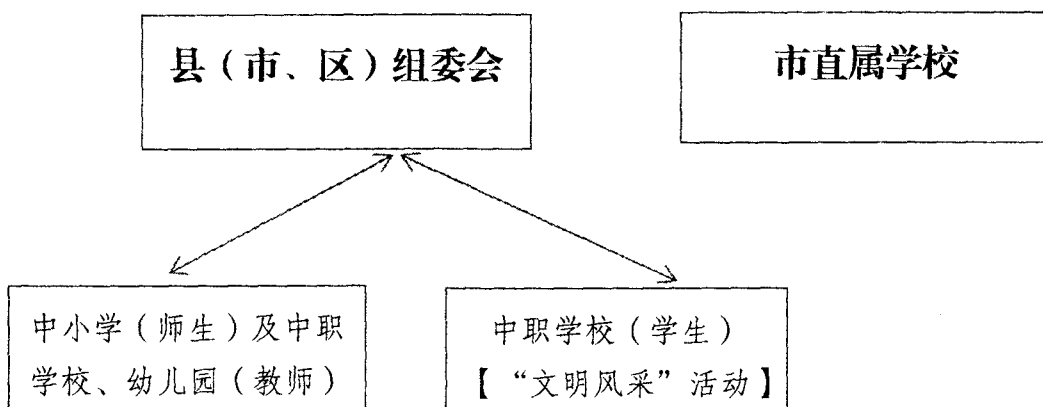 县（市、区）组委会
市直属学校
中小学（师生）及中职
学校、幼儿园（教师）
中职学校（学生）
【“文明风采”活动】